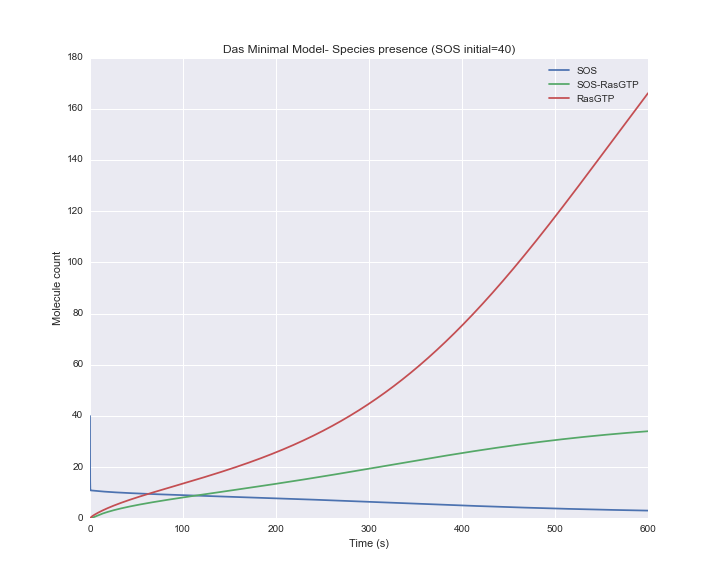 Das Minimal Model- Species presence (SOS initial=40)
180
160
140
120
100
80
60
40
20
0
Molecule count
SOS
SOS-RasGTP
RasGTP
0
100
200
300
400
500
600
Time (s)